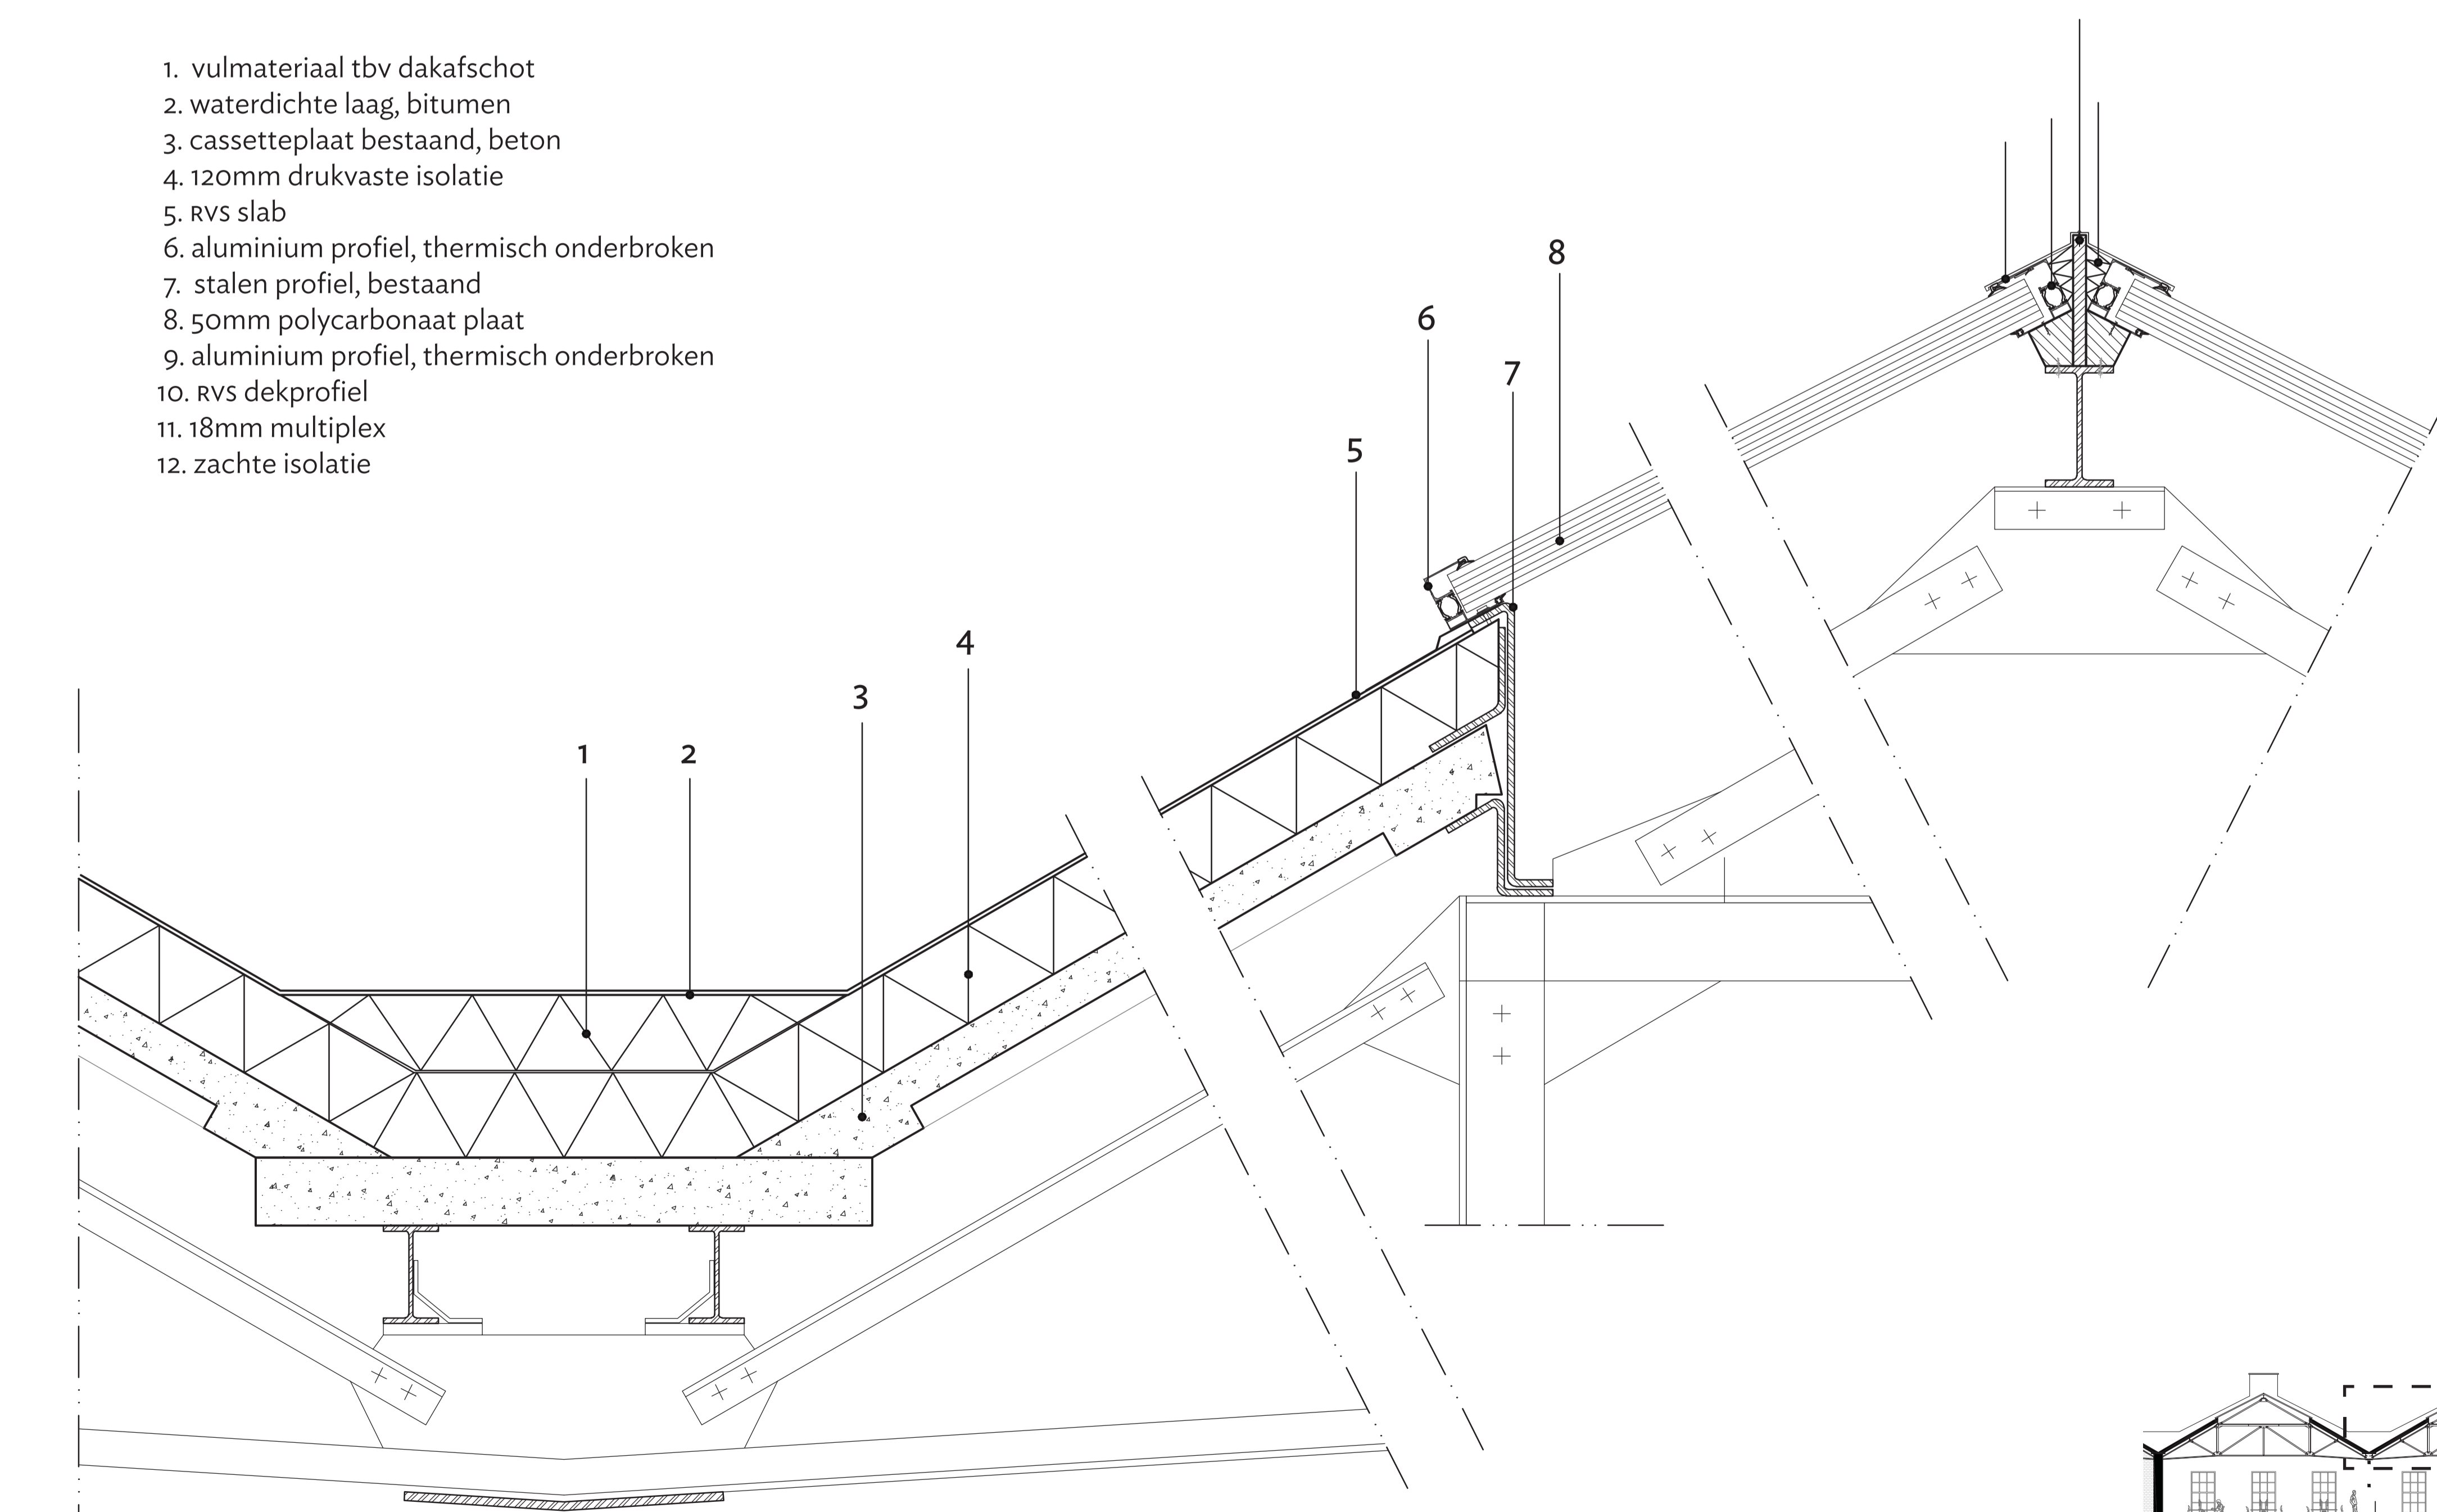 1. vulmateriaal tbv dakafschot
2. waterdichte laag, bitumen
3. cassetteplaat bestaand, beton
4. 120mm drukvaste isolatie
5. RVS slab
6. aluminium profiel, thermisch onderbroken
7. stalen profiel, bestaand
8. 50mm polycarbonaat plaat
9. aluminium profiel, thermisch onderbroken
10. RVS dekprofiel
11. 18mm multiplex
12. zachte isolatie
8
6
7
5
4
3
1
2